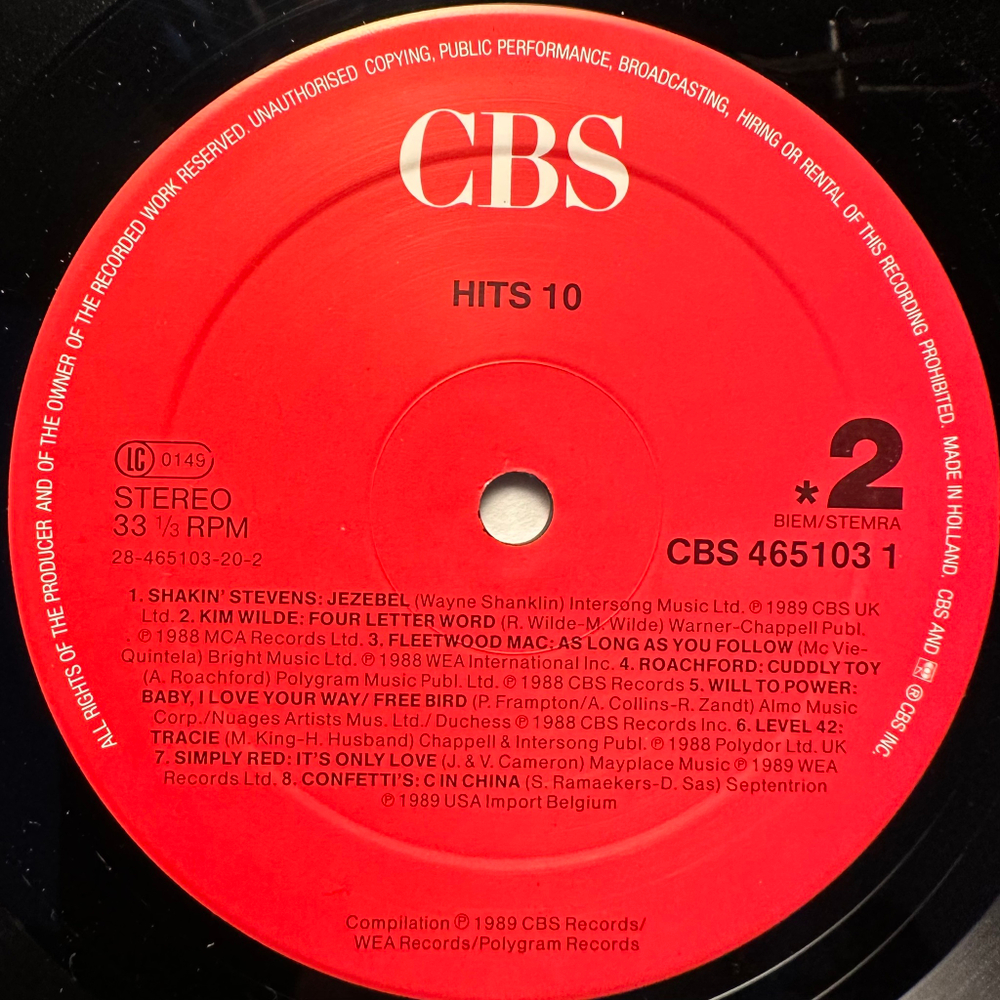 ALL RIGHTS OF THE PRODUCER AND OF THE OWNER OF THE RECORDED WORK RESERVED. UNAUTHORISED COPYING, PUBLIC PERFORMANCE, BROADCASTING, HIRING OR RENTAL OF THIS RECORDING PROHIBITED. MADE IN HOLLAND. CBS AND ® CBS INC.
CBS
HITS 10
LC 0149
STEREO
33 1/3 RPM
28-465103-20-2
*2
BIEM/STEMRA
CBS 465103 1
1. SHAKIN' STEVENS: JEZEBEL (Wayne Shanklin) Intersong Music Ltd. ℗ 1989 CBS UK
Ltd. 2. KIM WILDE: FOUR LETTER WORD (R. Wilde-M. Wilde) Warner-Chappell Publ.
℗ 1988 MCA Records Ltd. 3. FLEETWOOD MAC: AS LONG AS YOU FOLLOW (Mc Vie-
Quintela) Bright Music Ltd. ℗ 1988 WEA International Inc. 4. ROACHFORD: CUDDLY TOY
(A. Roachford) Polygram Music Publ. Ltd. ℗ 1988 CBS Records 5. WILL TO POWER:
BABY, I LOVE YOUR WAY/ FREE BIRD (P. Frampton/A. Collins-R. Zandt) Almo Music
Corp./Nuages Artists Mus. Ltd./ Duchess ℗ 1988 CBS Records Inc. 6. LEVEL 42:
TRACIE (M. King-H. Husband) Chappell & Intersong Publ. ℗ 1988 Polydor Ltd. UK
7. SIMPLY RED: IT'S ONLY LOVE (J. & V. Cameron) Mayplace Music ℗ 1989 WEA
Records Ltd. 8. CONFETTI'S: C IN CHINA (S. Ramaekers-D. Sas) Septentrion
℗ 1989 USA Import Belgium
Compilation ℗ 1989 CBS Records/
WEA Records/Polygram Records